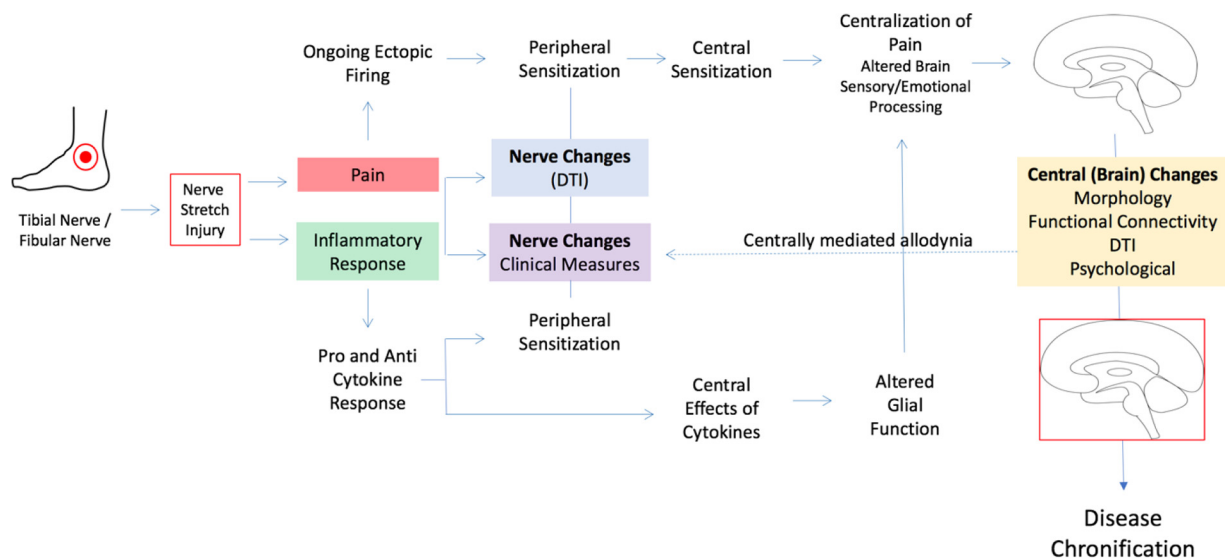 Ongoing Ectopic
Firing
Peripheral
Sensitization
Central
Sensitization
Centralization of
Pain
Altered Brain
Sensory/Emotional
Processing
Tibial Nerve /
Fibular Nerve
Nerve
Stretch
Injury
Pain
Inflammatory
Response
Nerve Changes
(DTI)
Nerve Changes
Clinical Measures
Centrally mediated allodynia
Central (Brain) Changes
Morphology
Functional Connectivity
DTI
Psychological
Pro and Anti
Cytokine
Response
Peripheral
Sensitization
Central
Effects of
Cytokines
Altered
Glial
Function
Disease
Chronification